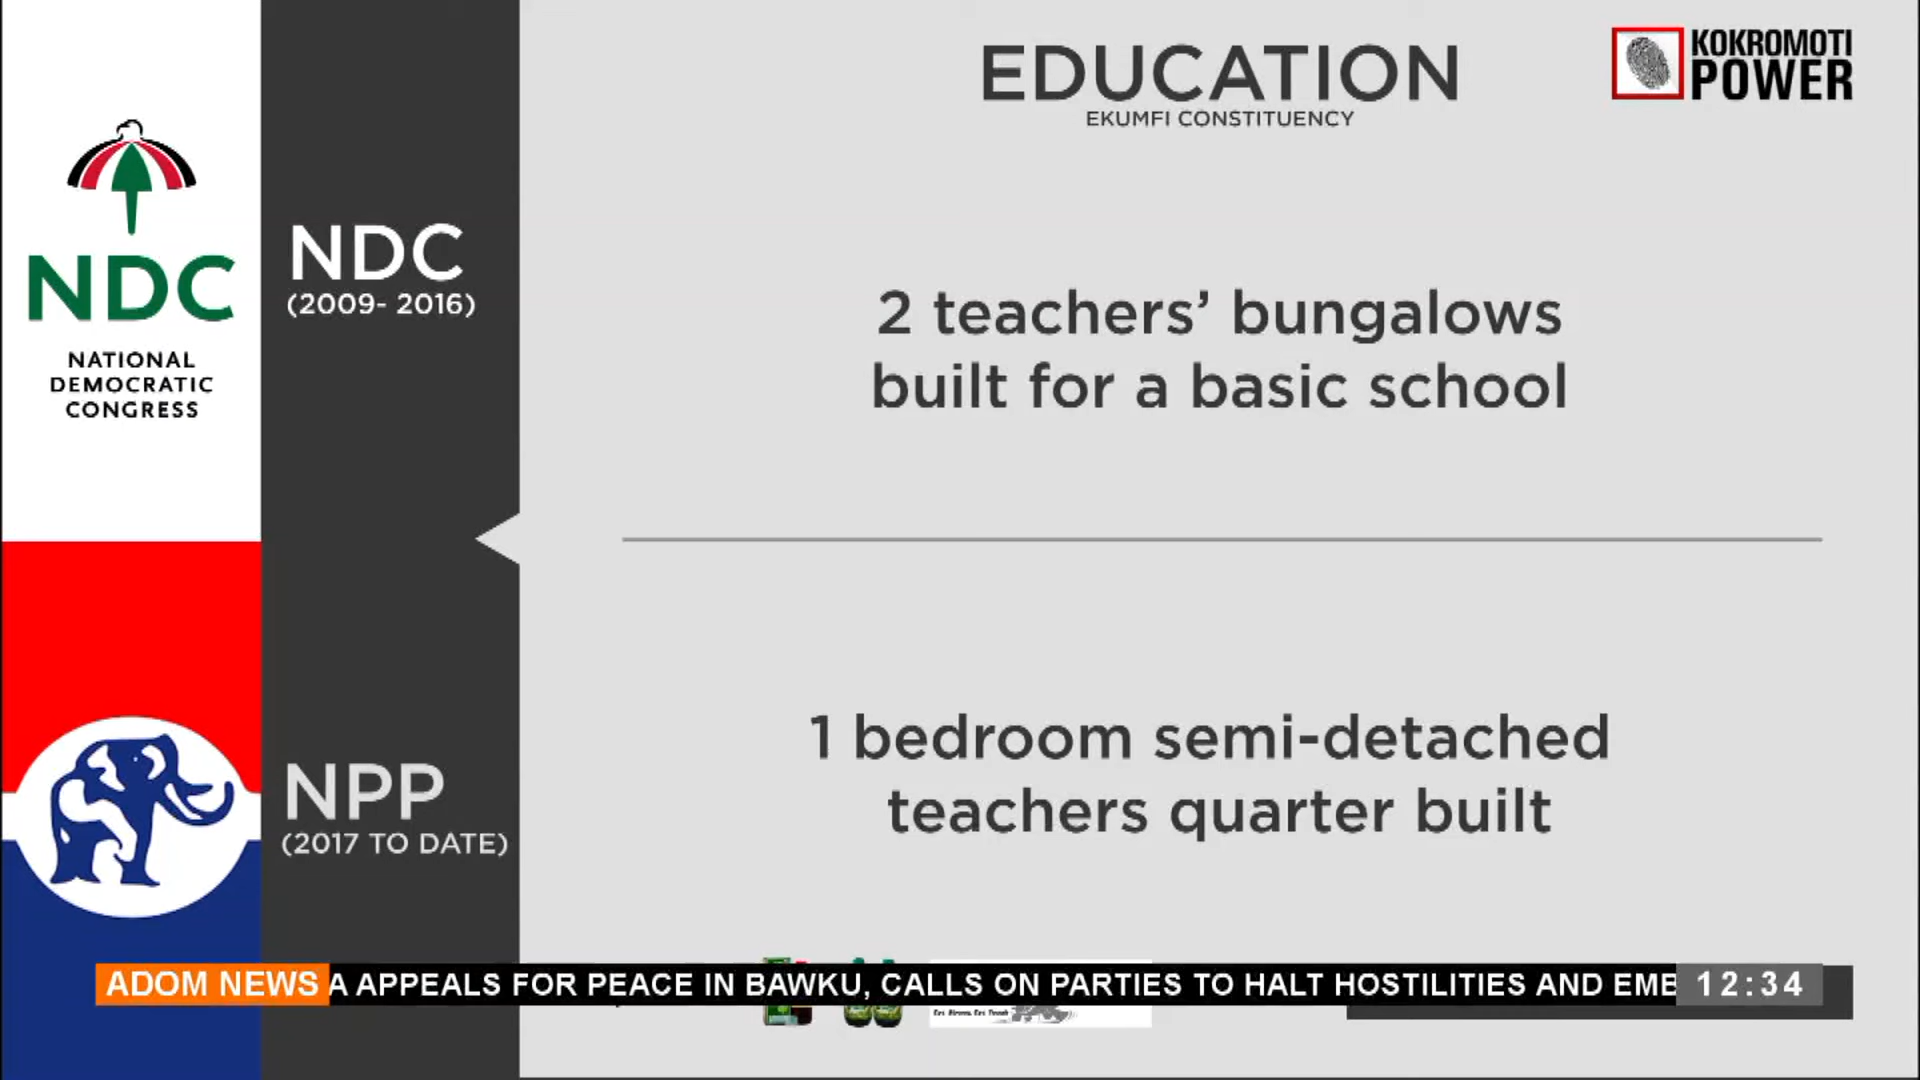 EDUCATION
EKUMFI CONSTITUENCY
KOKROMOTI
POWER
NDC
NATIONAL
DEMOCRATIC
CONGRESS
NDC
(2009- 2016)
2 teachers’ bungalows
built for a basic school
NPP
(2017 TO DATE)
1 bedroom semi-detached
teachers quarter built
ADOM NEWS
A APPEALS FOR PEACE IN BAWKU, CALLS ON PARTIES TO HALT HOSTILITIES AND EME
12:34